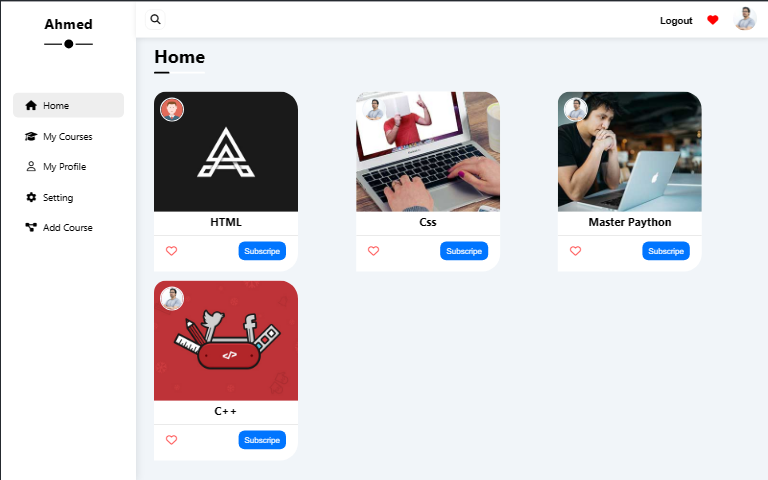 Ahmed
Logout
Home
Home
My Courses
My Profile
Setting
Add Course
HTML
Subscripe
Css
Subscripe
Master Paython
Subscripe
</>
C++
Subscripe